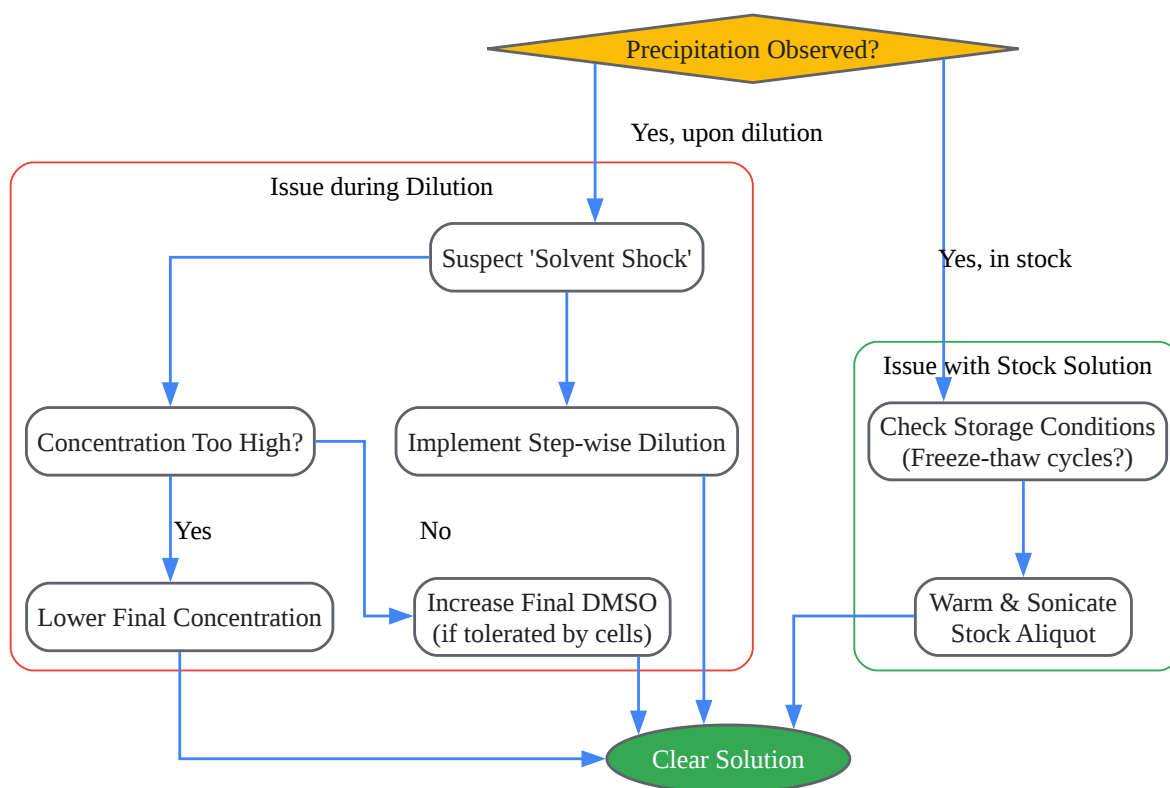 Precipitation Observed?
Yes, upon dilution
Issue during Dilution
Suspect 'Solvent Shock'
Yes, in stock
Issue with Stock Solution
Concentration Too High?
Implement Step-wise Dilution
Check Storage Conditions
(Freeze-thaw cycles?)
Yes
No
Lower Final Concentration
Increase Final DMSO
(if tolerated by cells)
Warm & Sonicate
Stock Aliquot
Clear Solution